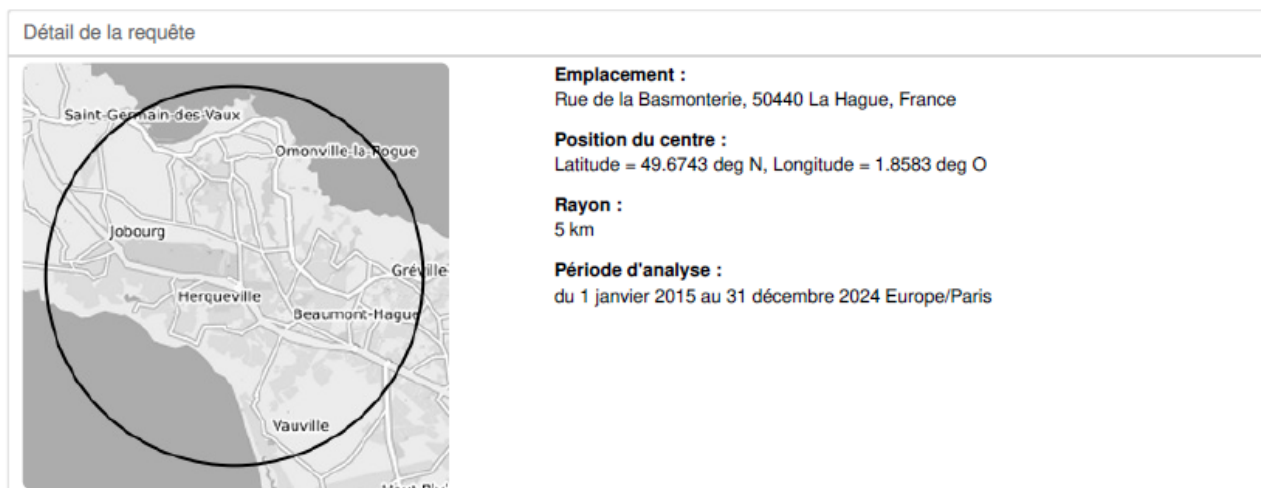 Détail de la requête
Saint-Germain-des-Vaux
Omonville-la-Rogue
Jobourg
Gréville
Herqueville
Beaumont-Hague
Vauville
Emplacement :
Rue de la Basmonterie, 50440 La Hague, France
Position du centre :
Latitude = 49.6743 deg N, Longitude = 1.8583 deg O
Rayon :
5 km
Période d'analyse :
du 1 janvier 2015 au 31 décembre 2024 Europe/Paris